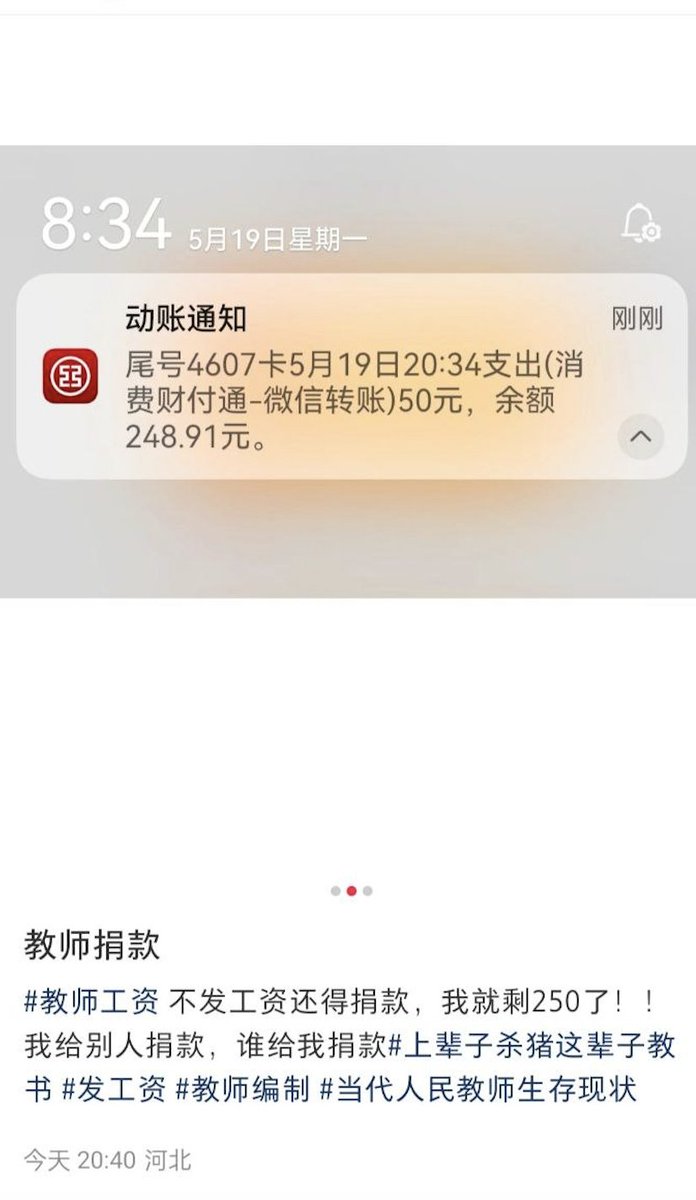 8:34 5月19日星期一
动账通知 刚刚
尾号4607卡5月19日20:34支出(消
费财付通-微信转账)50元，余额
248.91元。
教师捐款
#教师工资 不发工资还得捐款，我就剩250了！！
我给别人捐款，谁给我捐款#上辈子杀猪这辈子教
书 #发工资 #教师编制 #当代人民教师生存现状
今天 20:40 河北